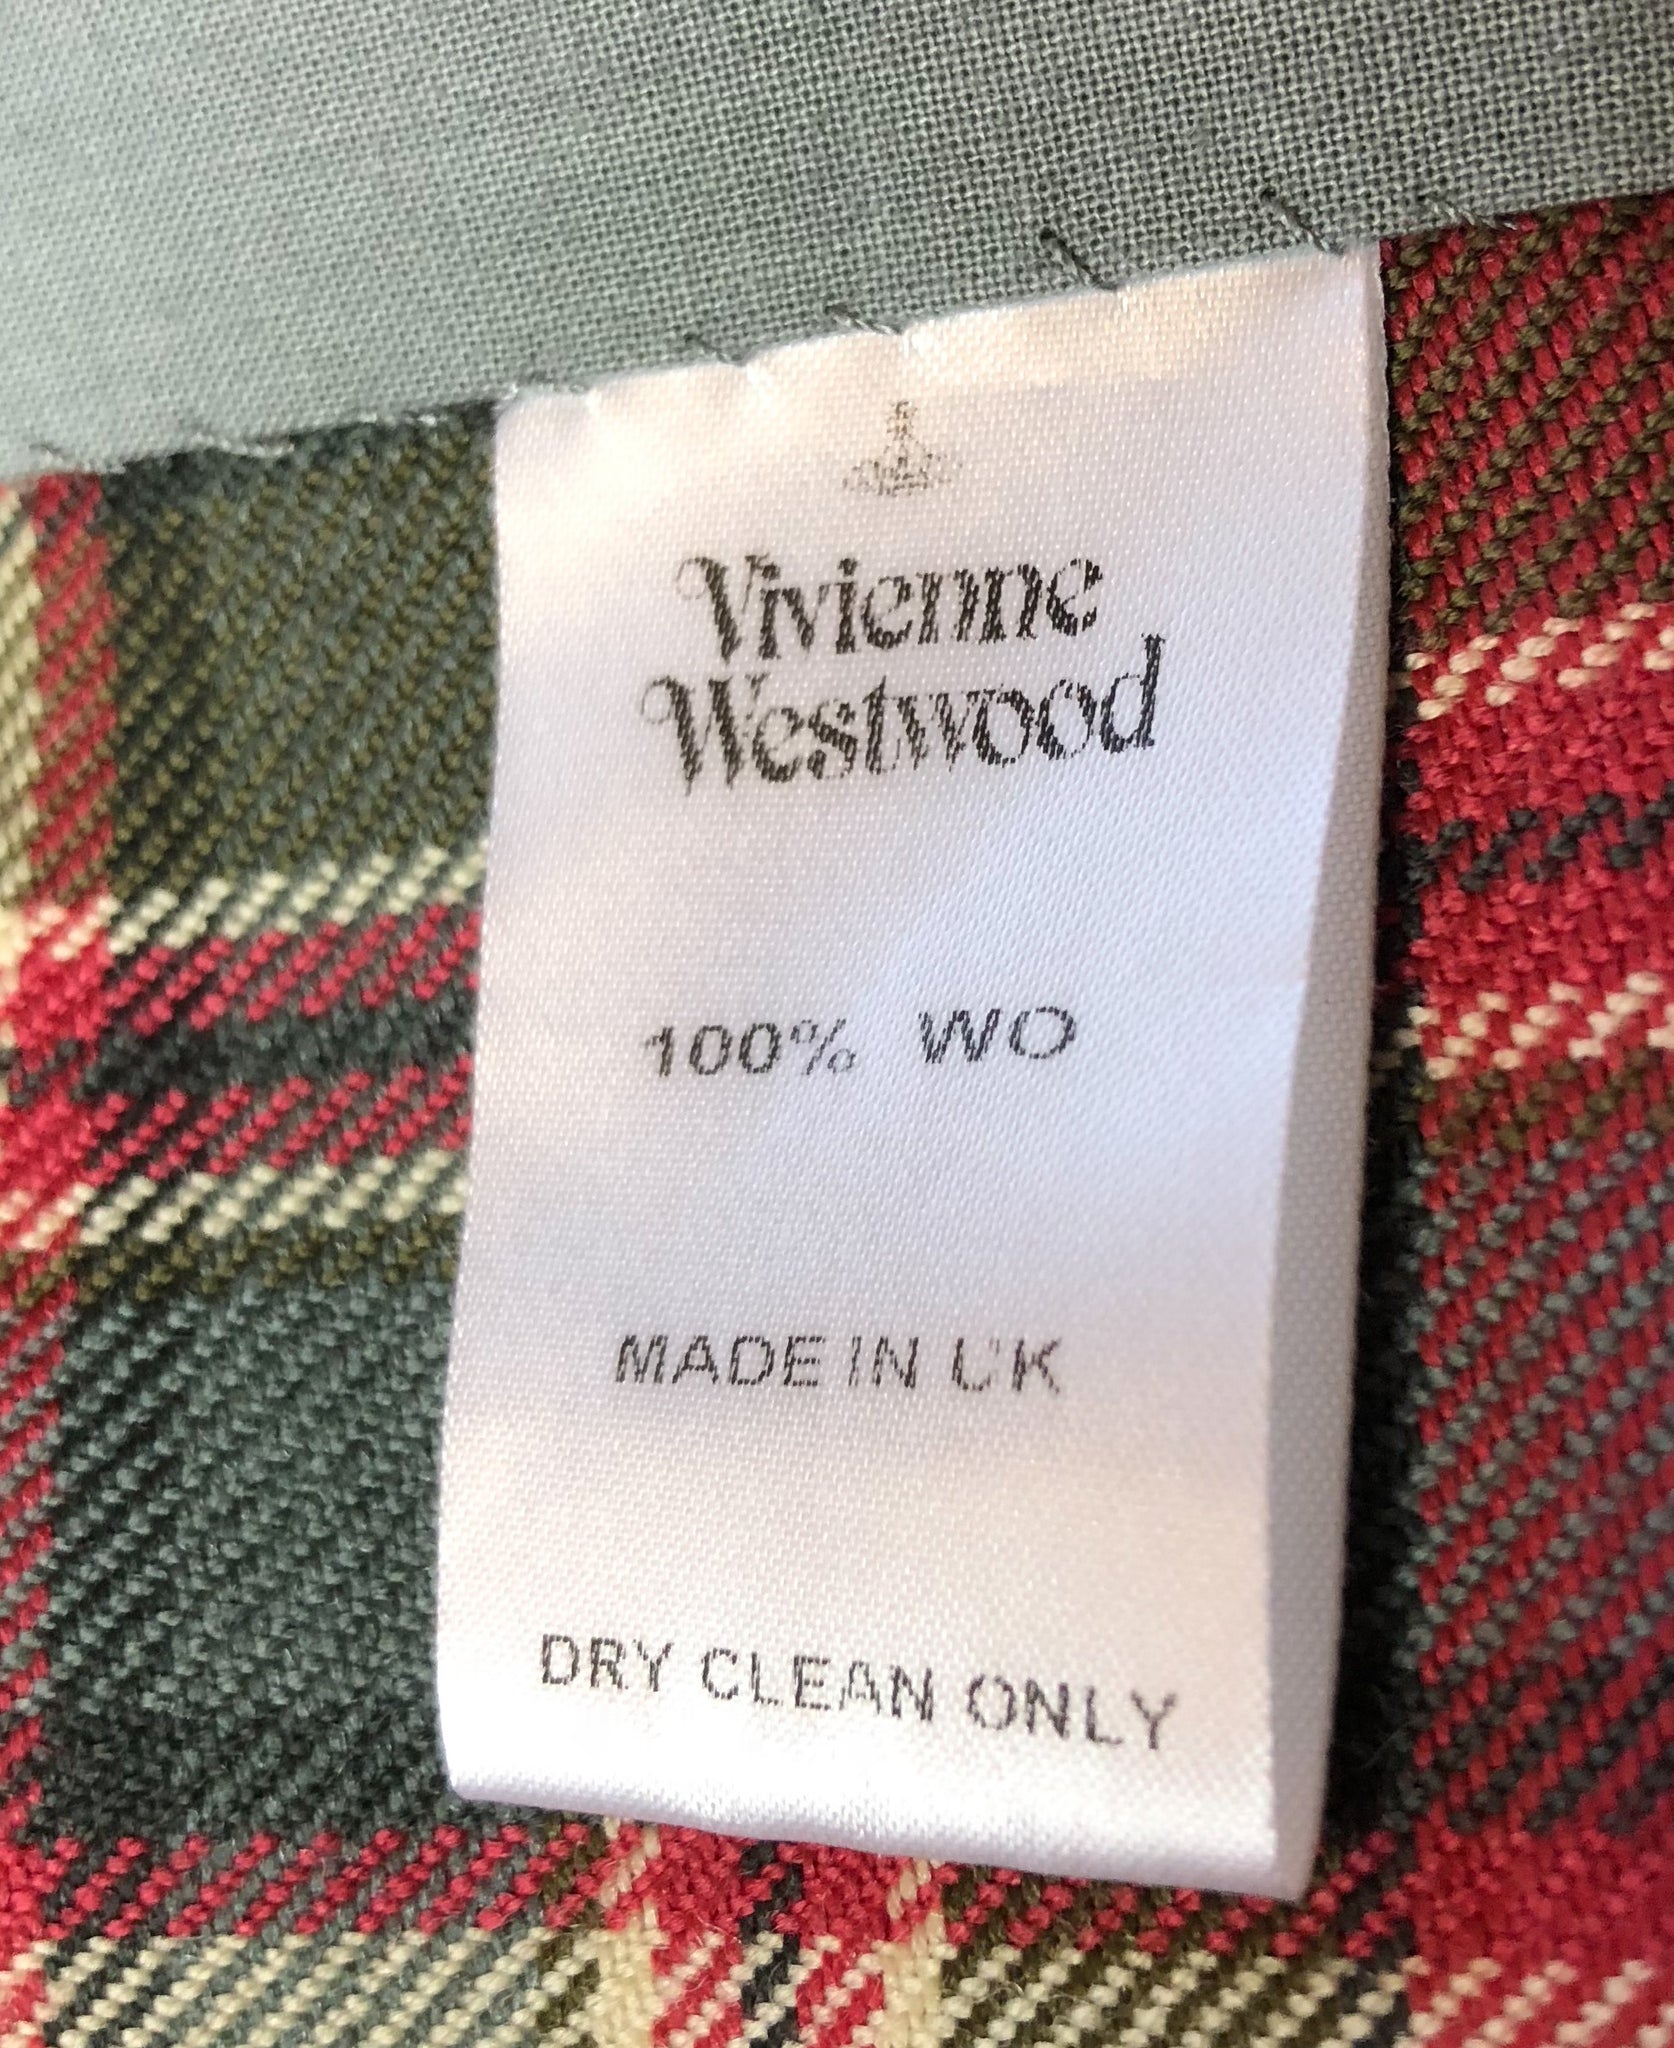 Vivienne
Westwood
100% WO
MADE IN UK
DRY CLEAN ONLY